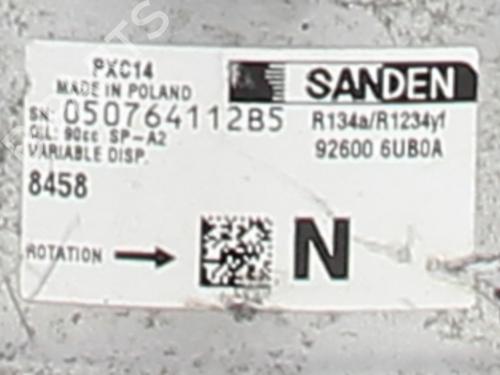 PXC14
MADE IN POLAND
SANDEN
SN: 050764112B5
R134a/R1234yf
OIL: 90cc SP-A2
92600 6UB0A
VARIABLE DISP.
8458
ROTATION
N